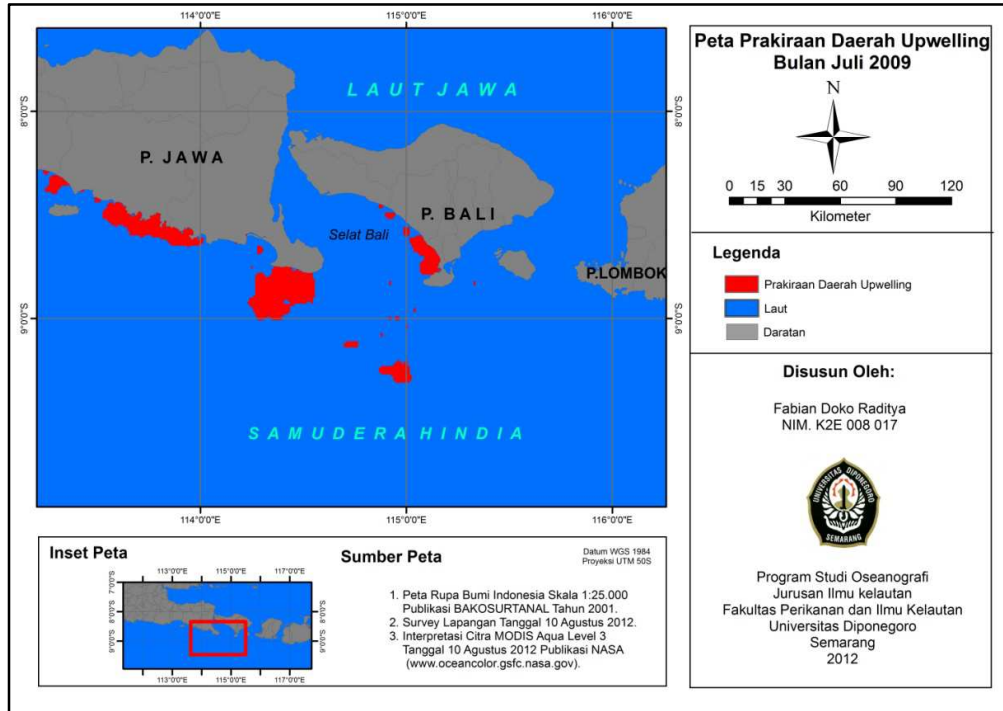 114°0'0"E
115°0'0"E
116°0'0"E
8°0'0"S
8°0'0"S
9°0'0"S
9°0'0"S
LAUT JAWA
P. JAWA
P. BALI
Selat Bali
P.LOMBOK
SAMUDERA HINDIA
114°0'0"E
115°0'0"E
116°0'0"E
Peta Prakiraan Daerah Upwelling
Bulan Juli 2009
N
0 15 30 60 90 120
Kilometer
Legenda
Prakiraan Daerah Upwelling
Laut
Daratan
Disusun Oleh:
Fabian Doko Raditya
NIM. K2E 008 017
UNIVERSITAS DIPONEGORO
SEMARANG
Program Studi Oseanografi
Jurusan Ilmu kelautan
Fakultas Perikanan dan Ilmu Kelautan
Universitas Diponegoro
Semarang
2012
Inset Peta
113°0'0"E
115°0'0"E
117°0'0"E
7°0'0"S
8°0'0"S
8°0'0"S
9°0'0"S
9°0'0"S
113°0'0"E
115°0'0"E
117°0'0"E
Sumber Peta
Datum WGS 1984
Proyeksi UTM 50S
1. Peta Rupa Bumi Indonesia Skala 1:25.000
Publikasi BAKOSURTANAL Tahun 2001.
2. Survey Lapangan Tanggal 10 Agustus 2012.
3. Interpretasi Citra MODIS Aqua Level 3
Tanggal 10 Agustus 2012 Publikasi NASA
(www.oceancolor.gsfc.nasa.gov).